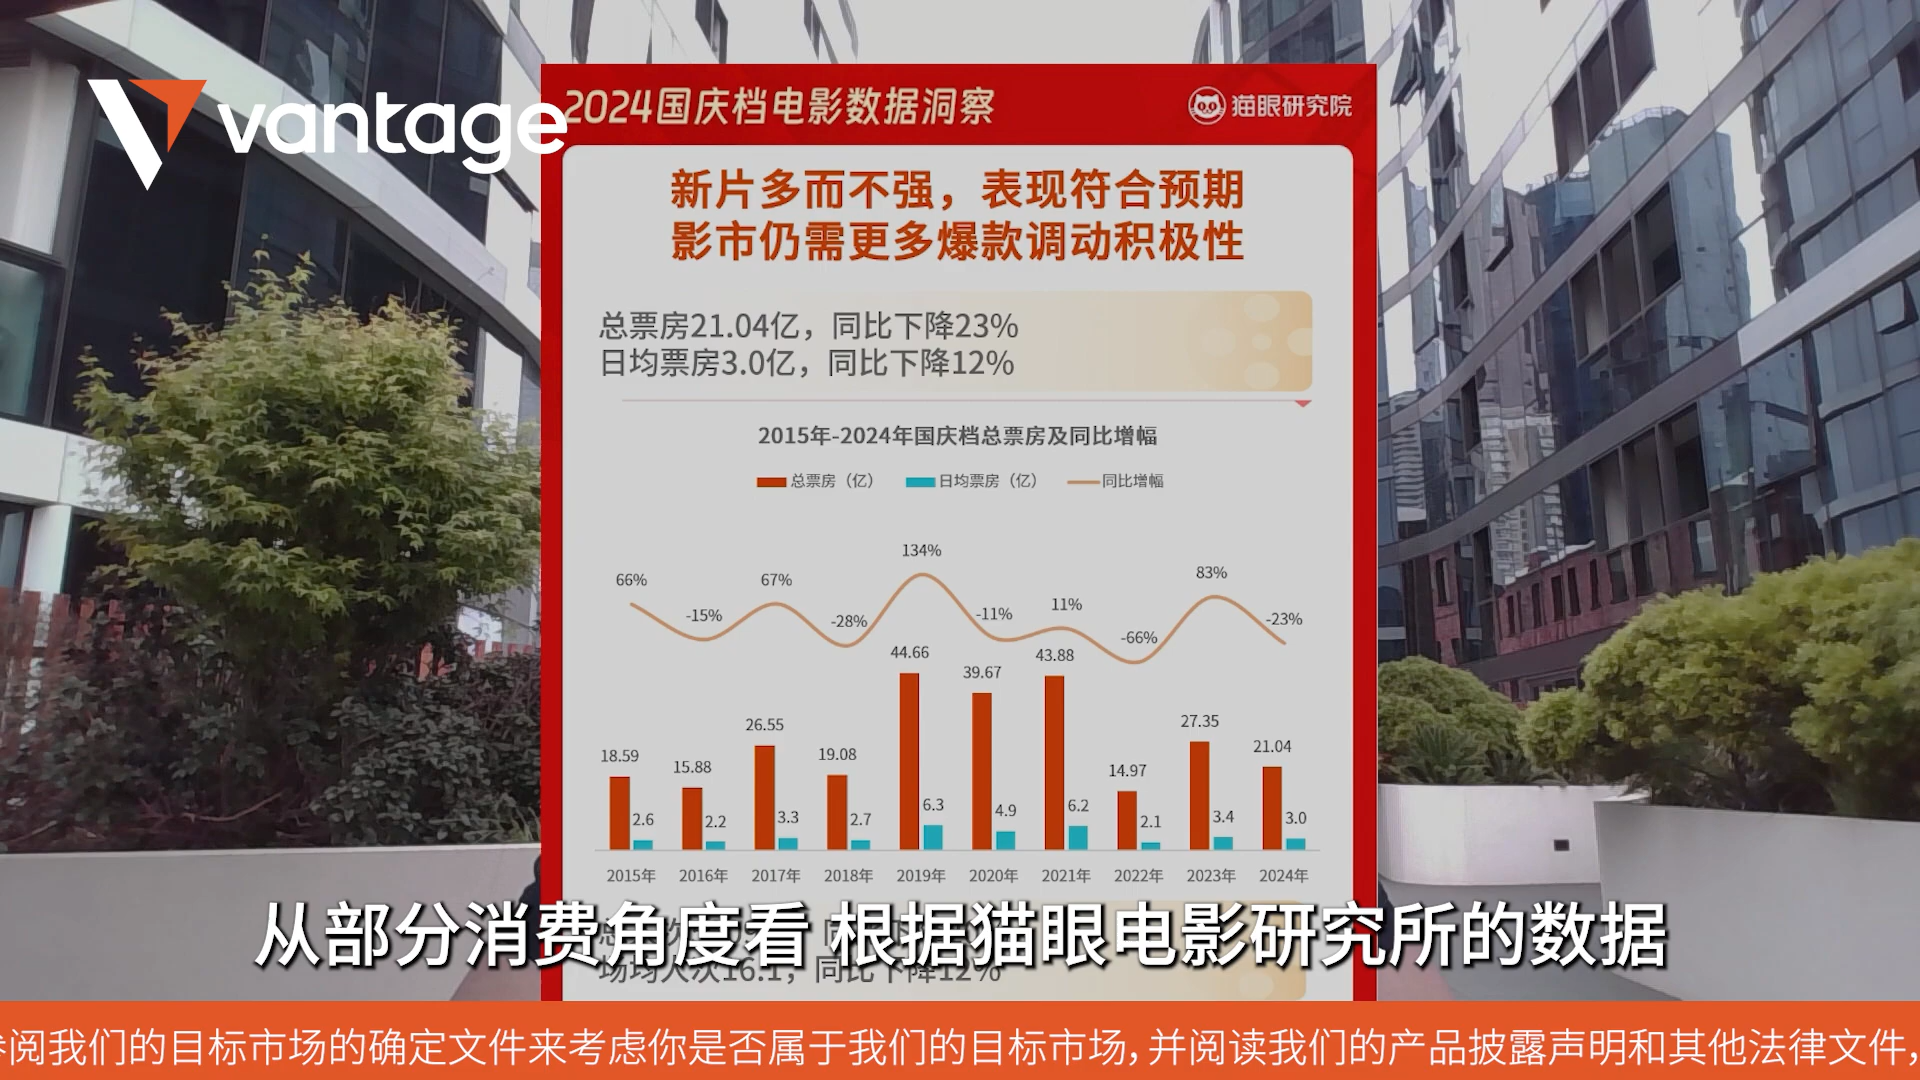 vantage
2024国庆档电影数据洞察
猫眼研究院
新片多而不强，表现符合预期
影市仍需更多爆款调动积极性
总票房21.04亿，同比下降23%
日均票房3.0亿，同比下降12%
2015年-2024年国庆档总票房及同比增幅
总票房（亿） 日均票房（亿） 同比增幅
66% -15% 67% -28% 134% -11% 11% -66% 83% -23%
18.59 15.88 26.55 19.08 44.66 39.67 43.88 14.97 27.35 21.04
2.6 2.2 3.3 2.7 6.3 4.9 6.2 2.1 3.4 3.0
2015年 2016年 2017年 2018年 2019年 2020年 2021年 2022年 2023年 2024年
场均人次16.1，同比下降12%
从部分消费角度看 根据猫眼电影研究所的数据
阅我们的目标市场的确定文件来考虑你是否属于我们的目标市场，并阅读我们的产品披露声明和其他法律文件，